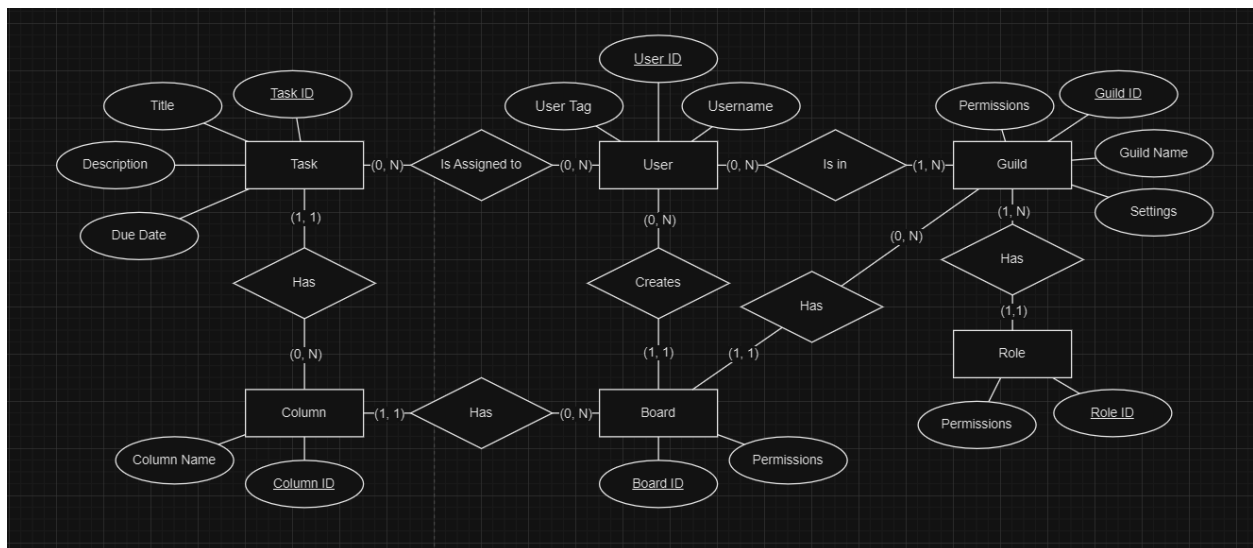 User ID
Task ID
Guild ID
Title
User Tag
Username
Permissions
Guild Name
Description
Task
(0, N)
Is Assigned to
(0, N)
User
(0, N)
Is in
(1, N)
Guild
Settings
Due Date
(1, 1)
(0, N)
(0, N)
(1, N)
Has
Creates
Has
Has
(0, N)
(1, 1)
(1, 1)
(1,1)
Role
Column
(1, 1)
Has
(0, N)
Board
Permissions
Role ID
Column Name
Column ID
Board ID
Permissions